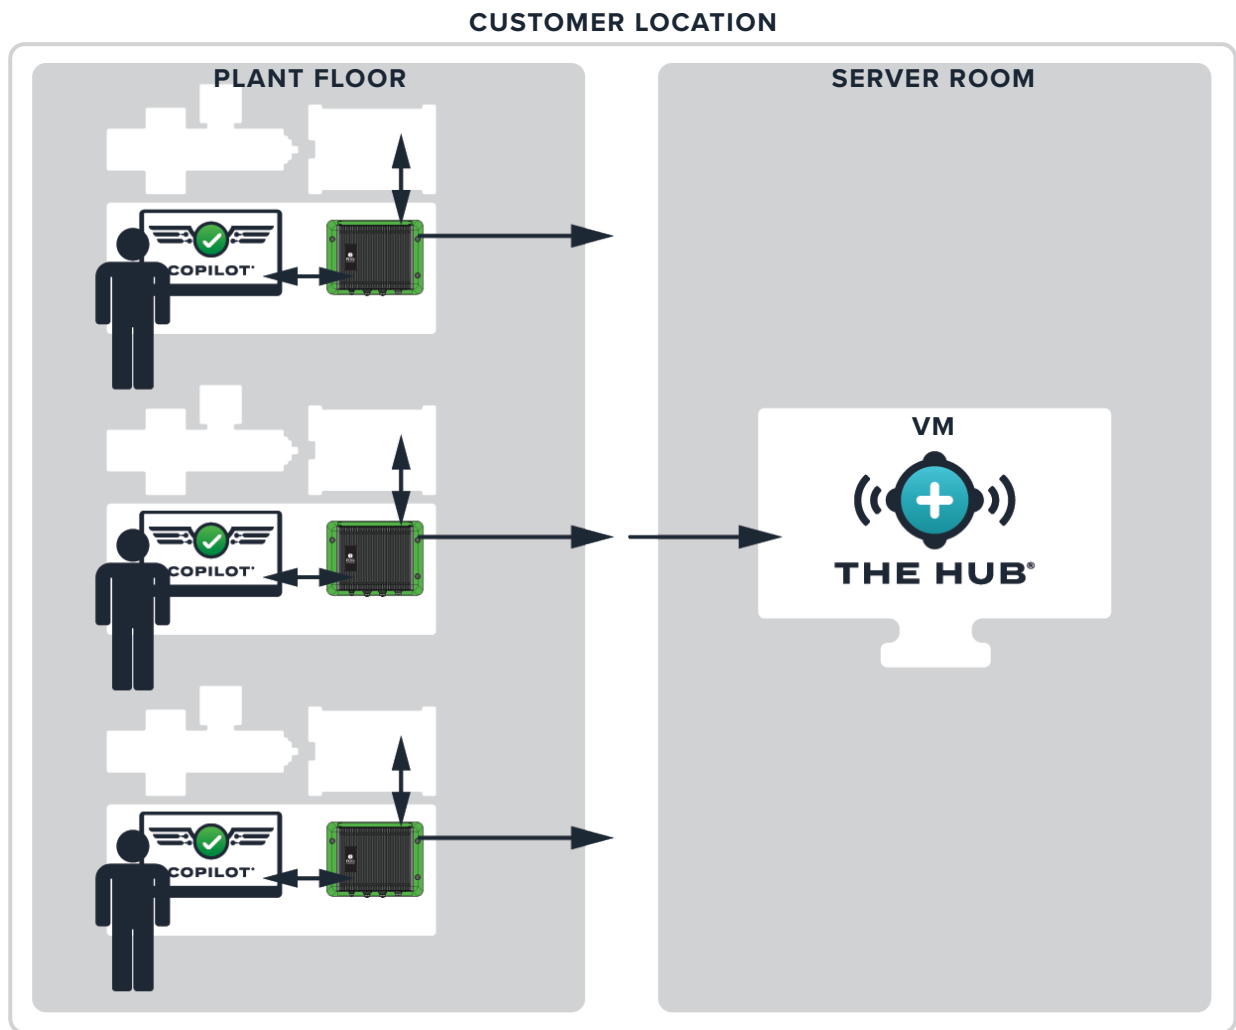 CUSTOMER LOCATION
PLANT FLOOR
SERVER ROOM
COPILOT®
VM
THE HUB®
COPILOT®
COPILOT®